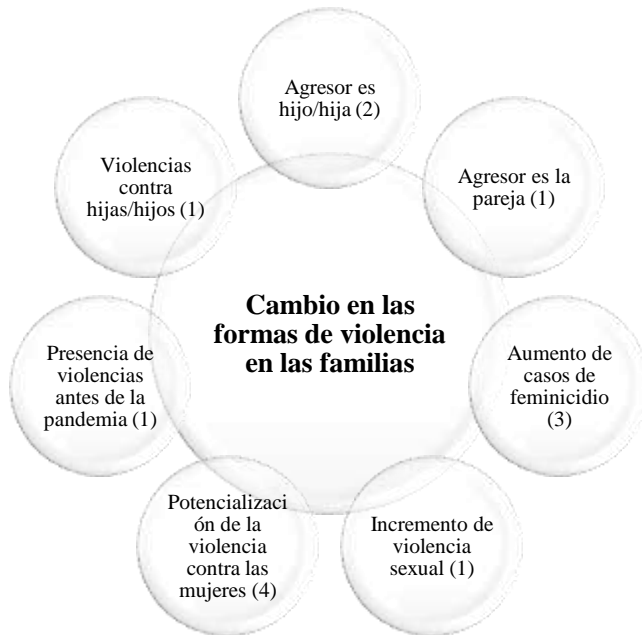 Agresor es
hijo/hija (2)
Agresor es la
pareja (1)
Aumento de
casos de
feminicidio
(3)
Incremento de
violencia
sexual (1)
Potencializaci
ón de la
violencia
contra las
mujeres (4)
Presencia de
violencias
antes de la
pandemia (1)
Violencias
contra
hijas/hijos (1)
Cambio en las
formas de violencia
en las familias